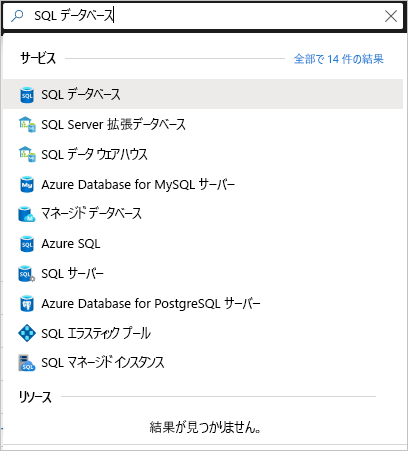 SQL データベース
サービス
全部で 14 件の結果
SQL データベース
SQL Server 拡張データベース
SQL データ ウェアハウス
Azure Database for MySQL サーバー
マネージド データベース
Azure SQL
SQL サーバー
Azure Database for PostgreSQL サーバー
SQL エラスティック プール
SQL マネージド インスタンス
リソース
結果が見つかりません。